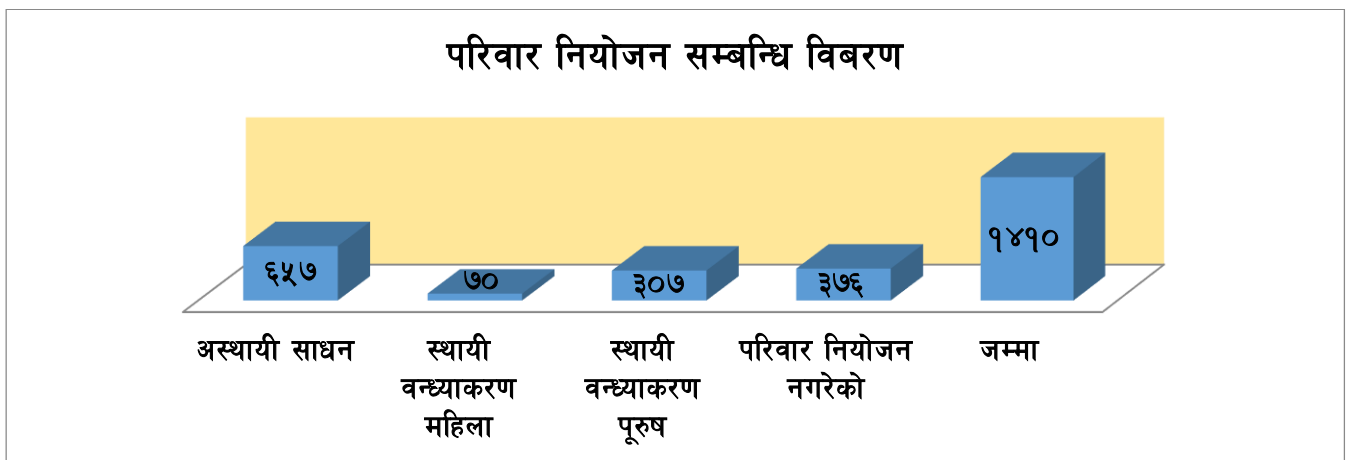 परिवार नियोजन सम्बन्धि विबरण
६५७
७०
३०७
३७६
१४१०
अस्थायी साधन
स्थायी
वन्ध्याकरण
महिला
स्थायी
वन्ध्याकरण
पूरुष
परिवार नियोजन
नगरेको
जम्मा